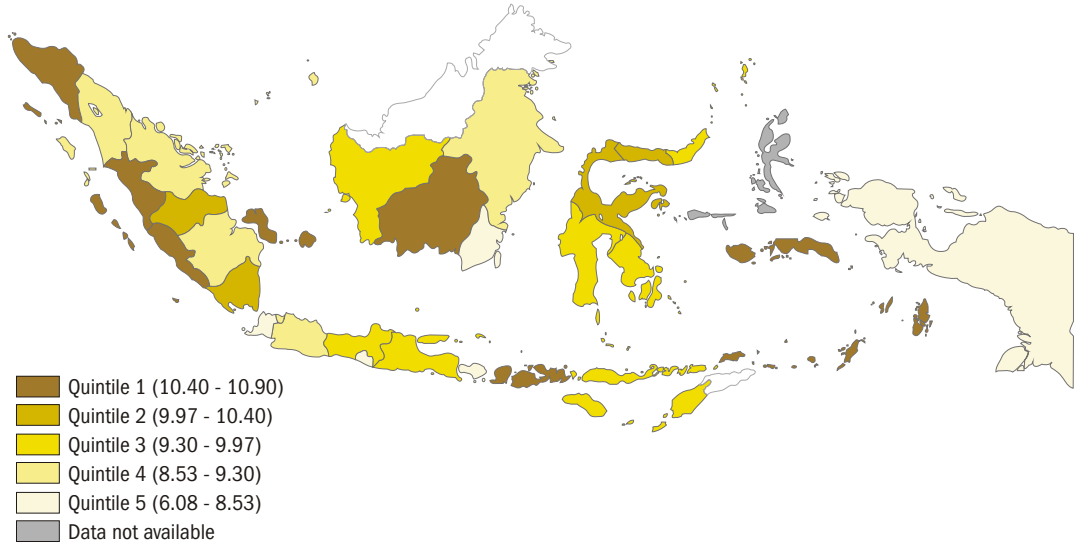 Quintile 1 (10.40 - 10.90)
Quintile 2 (9.97 - 10.40)
Quintile 3 (9.30 - 9.97)
Quintile 4 (8.53 - 9.30)
Quintile 5 (6.08 - 8.53)
Data not available